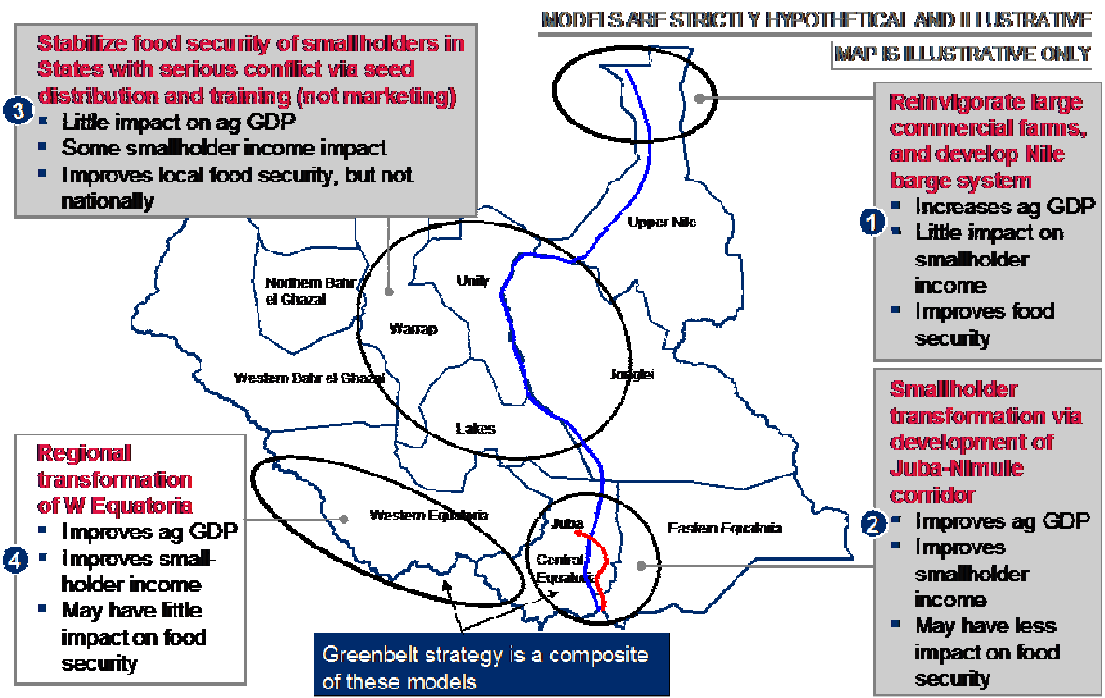 MODELS ARE STRICTLY HYPOTHETICAL AND ILLUSTRATIVE
MAP IS ILLUSTRATIVE ONLY
3
Stabilize food security of smallholders in
States with serious conflict via seed
distribution and training (not marketing)
▪ Little impact on ag GDP
▪ Some smallholder income impact
▪ Improves local food security, but not
nationally
1
Reinvigorate large
commercial farms,
and develop Nile
barge system
▪ Increases ag GDP
▪ Little impact on
smallholder
income
▪ Improves food
security
Upper Nile
Northern Bahr
el Ghazal
Unity
Warrap
Western Bahr el Ghazal
Jonglei
Lakes
2
Smallholder
transformation via
development of
Juba-Nimule
corridor
▪ Improves ag GDP
▪ Improves
smallholder
income
▪ May have less
impact on food
security
4
Regional
transformation
of W Equatoria
▪ Improves ag GDP
▪ Improves small-
holder income
▪ May have little
impact on food
security
Western Equatoria
Juba
Central
Equatoria
Eastern Equatoria
Greenbelt strategy is a composite
of these models